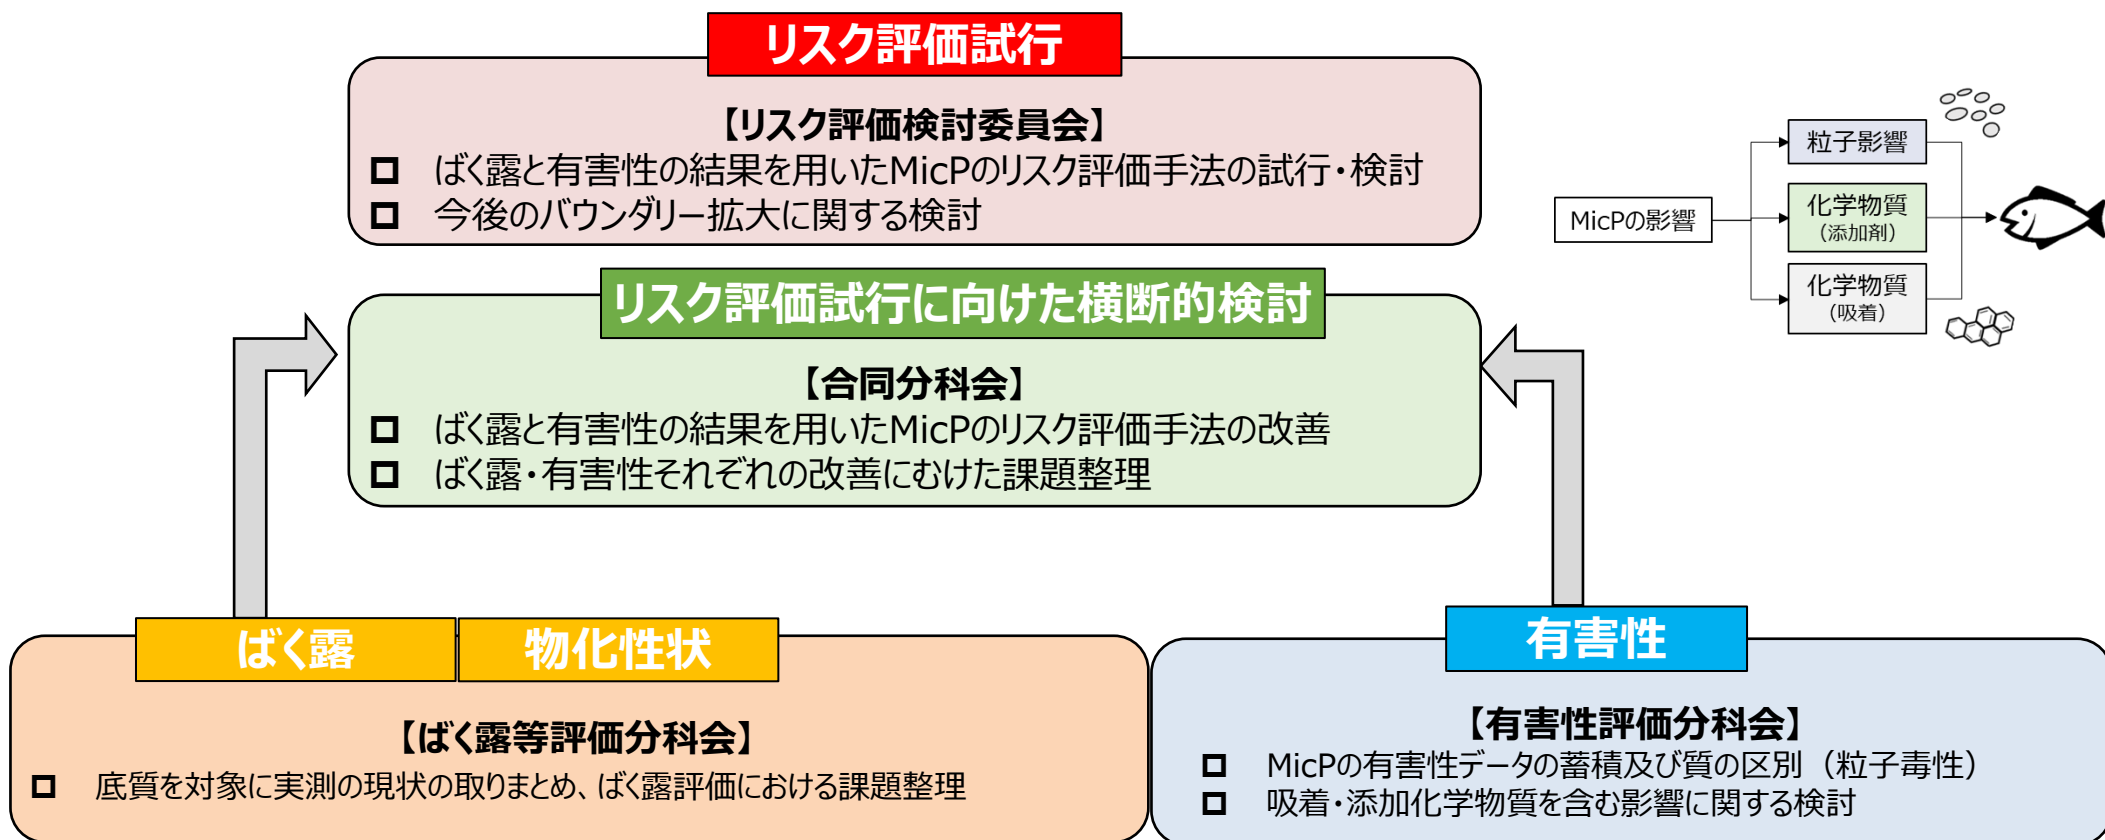 リスク評価試行
【リスク評価検討委員会】
ばく露と有害性の結果を用いたMicPのリスク評価手法の試行・検討
今後のバウンダリー拡大に関する検討
MicPの影響
粒子影響
化学物質
（添加剤）
化学物質
（吸着）
リスク評価試行に向けた横断的検討
【合同分科会】
ばく露と有害性の結果を用いたMicPのリスク評価手法の改善
ばく露・有害性それぞれの改善にむけた課題整理
ばく露
物化性状
【ばく露等評価分科会】
底質を対象に実測の現状の取りまとめ、ばく露評価における課題整理
有害性
【有害性評価分科会】
MicPの有害性データの蓄積及び質の区別（粒子毒性）
吸着・添加化学物質を含む影響に関する検討